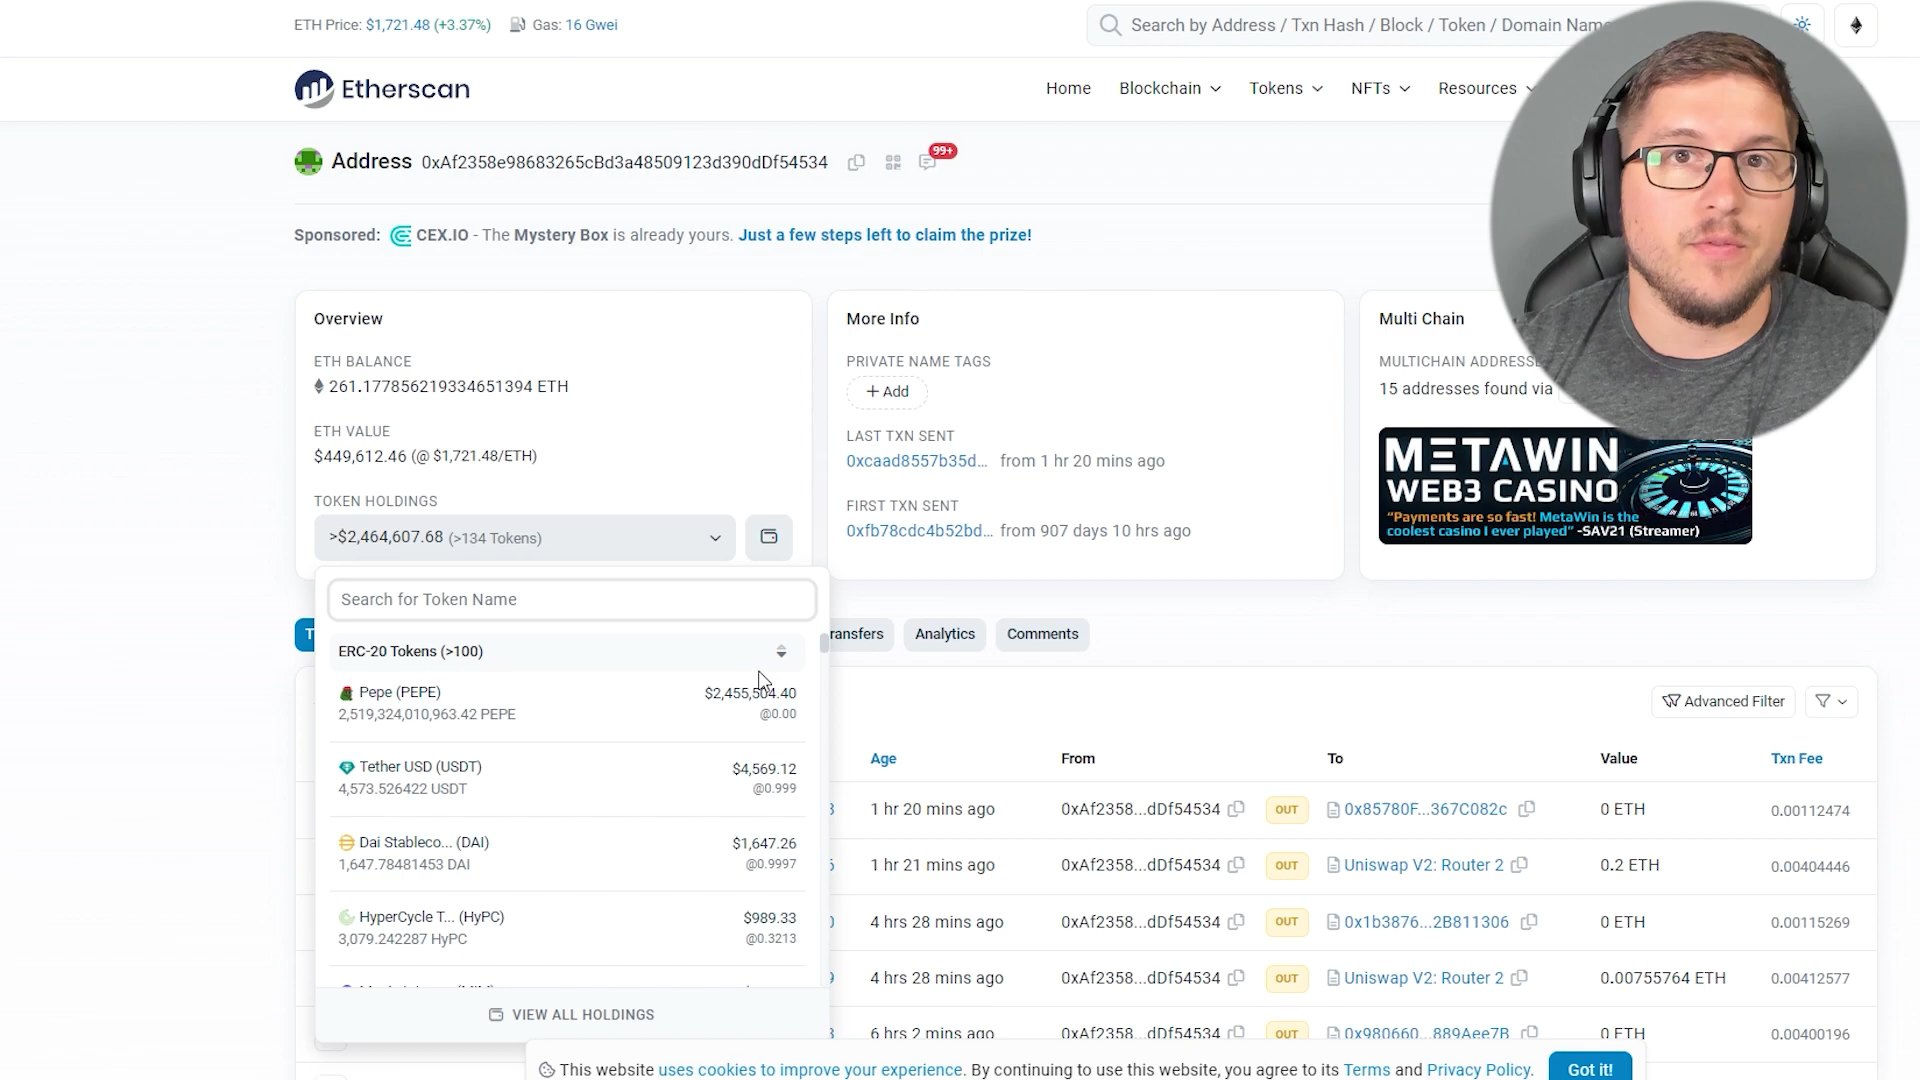 ETH Price: $1,721.48 (+3.37%) Gas: 16 Gwei
Search by Address / Txn Hash / Block / Token / Domain Name
Etherscan
Home Blockchain Tokens NFTs Resources
Address 0xAf2358e98683265cBd3a48509123d390dDf54534 99+
Sponsored: CEX.IO - The Mystery Box is already yours. Just a few steps left to claim the prize!
Overview
ETH BALANCE
261.177856219334651394 ETH
ETH VALUE
$449,612.46 (@ $1,721.48/ETH)
TOKEN HOLDINGS
>$2,464,607.68 (>134 Tokens)
More Info
PRIVATE NAME TAGS
+ Add
LAST TXN SENT
0xcaad8557b35d... from 1 hr 20 mins ago
FIRST TXN SENT
0xfb78cdc4b52bd... from 907 days 10 hrs ago
Multi Chain
MULTICHAIN ADDRESSE
15 addresses found via
METAWIN
WEB3 CASINO
"Payments are so fast! MetaWin is the
coolest casino I ever played" -SAV21 (Streamer)
Search for Token Name
ERC-20 Tokens (>100)
Pepe (PEPE) $2,455,504.40
2,519,324,010,963.42 PEPE @0.00
Tether USD (USDT) $4,569.12
4,573.526422 USDT @0.999
Dai Stableco... (DAI) $1,647.26
1,647.78481453 DAI @0.9997
HyperCycle T... (HyPC) $989.33
3,079.242287 HyPC @0.3213
VIEW ALL HOLDINGS
T ransfers Analytics Comments
Advanced Filter
Age From To Value Txn Fee
3 1 hr 20 mins ago 0xAf2358...dDf54534 OUT 0x85780F...367C082c 0 ETH 0.00112474
6 1 hr 21 mins ago 0xAf2358...dDf54534 OUT Uniswap V2: Router 2 0.2 ETH 0.00404446
0 4 hrs 28 mins ago 0xAf2358...dDf54534 OUT 0x1b3876...2B811306 0 ETH 0.00115269
9 4 hrs 28 mins ago 0xAf2358...dDf54534 OUT Uniswap V2: Router 2 0.00755764 ETH 0.00412577
6 hrs 2 mins ago 0xAf2358...dDf54534 OUT 0x980660...889Aee7B 0 ETH 0.00400196
This website uses cookies to improve your experience. By continuing to use this website, you agree to its Terms and Privacy Policy. Got it!